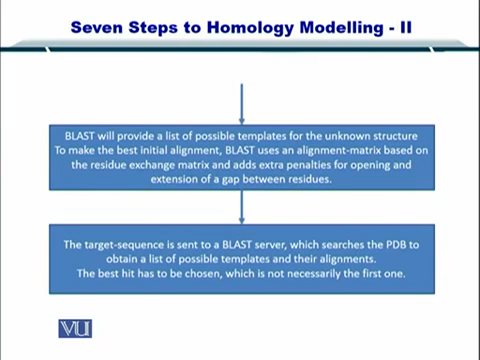 Seven Steps to Homology Modelling - II
BLAST will provide a list of possible templates for the unknown structure
To make the best initial alignment, BLAST uses an alignment-matrix based on
the residue exchange matrix and adds extra penalties for opening and
extension of a gap between residues.
The target-sequence is sent to a BLAST server, which searches the PDB to
obtain a list of possible templates and their alignments.
The best hit has to be chosen, which is not necessarily the first one.
VU